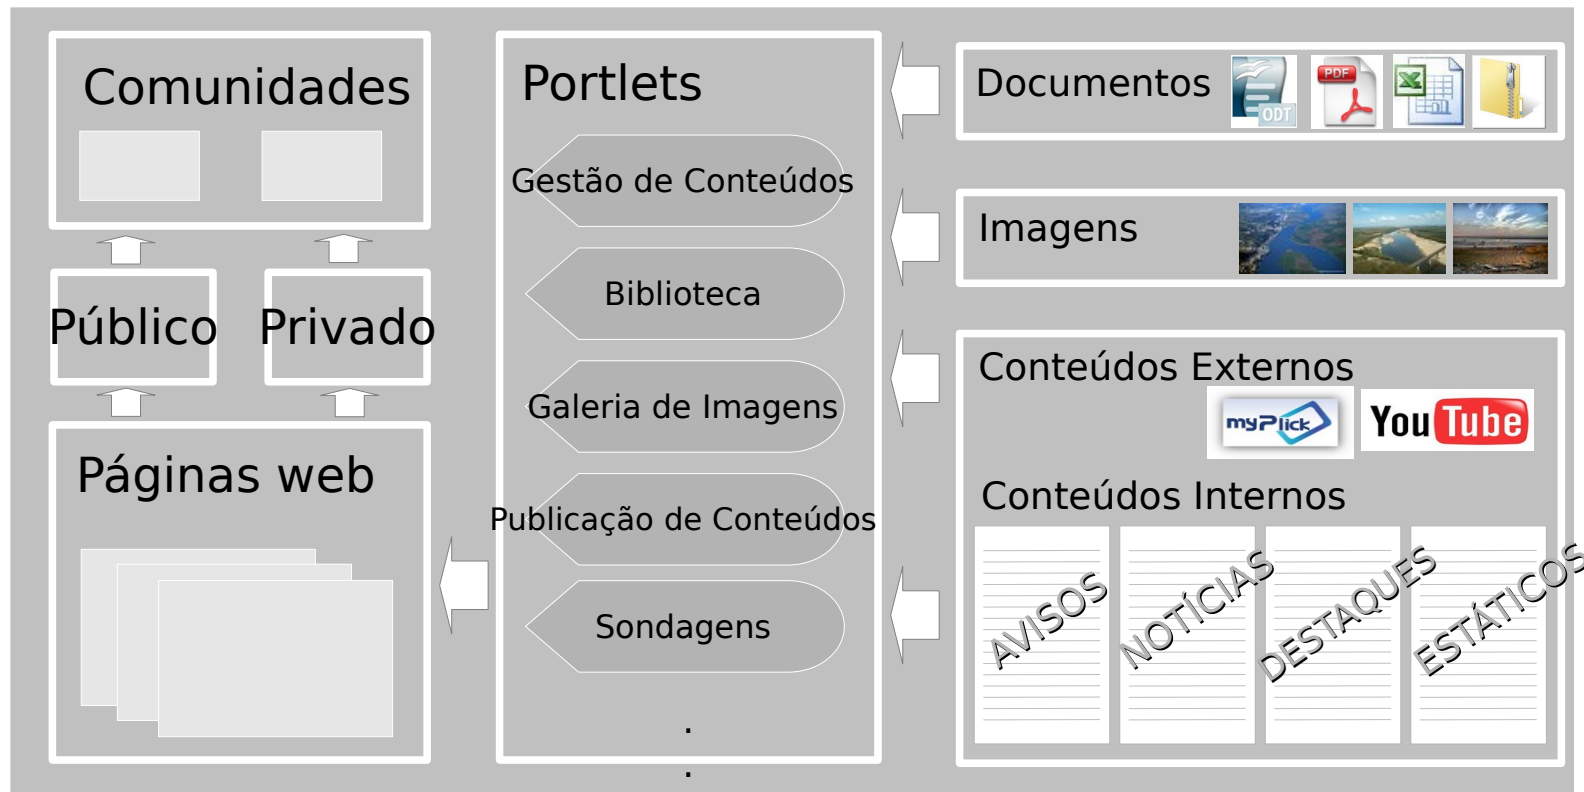 Comunidades
Público
Privado
Páginas web
Portlets
Gestão de Conteúdos
Biblioteca
Galeria de Imagens
Publicação de Conteúdos
Sondagens
.
.
Documentos
ODT
PDF
Imagens
Conteúdos Externos
myPlick
YouTube
Conteúdos Internos
AVISOS
NOTÍCIAS
DESTAQUES
ESTÁTICOS